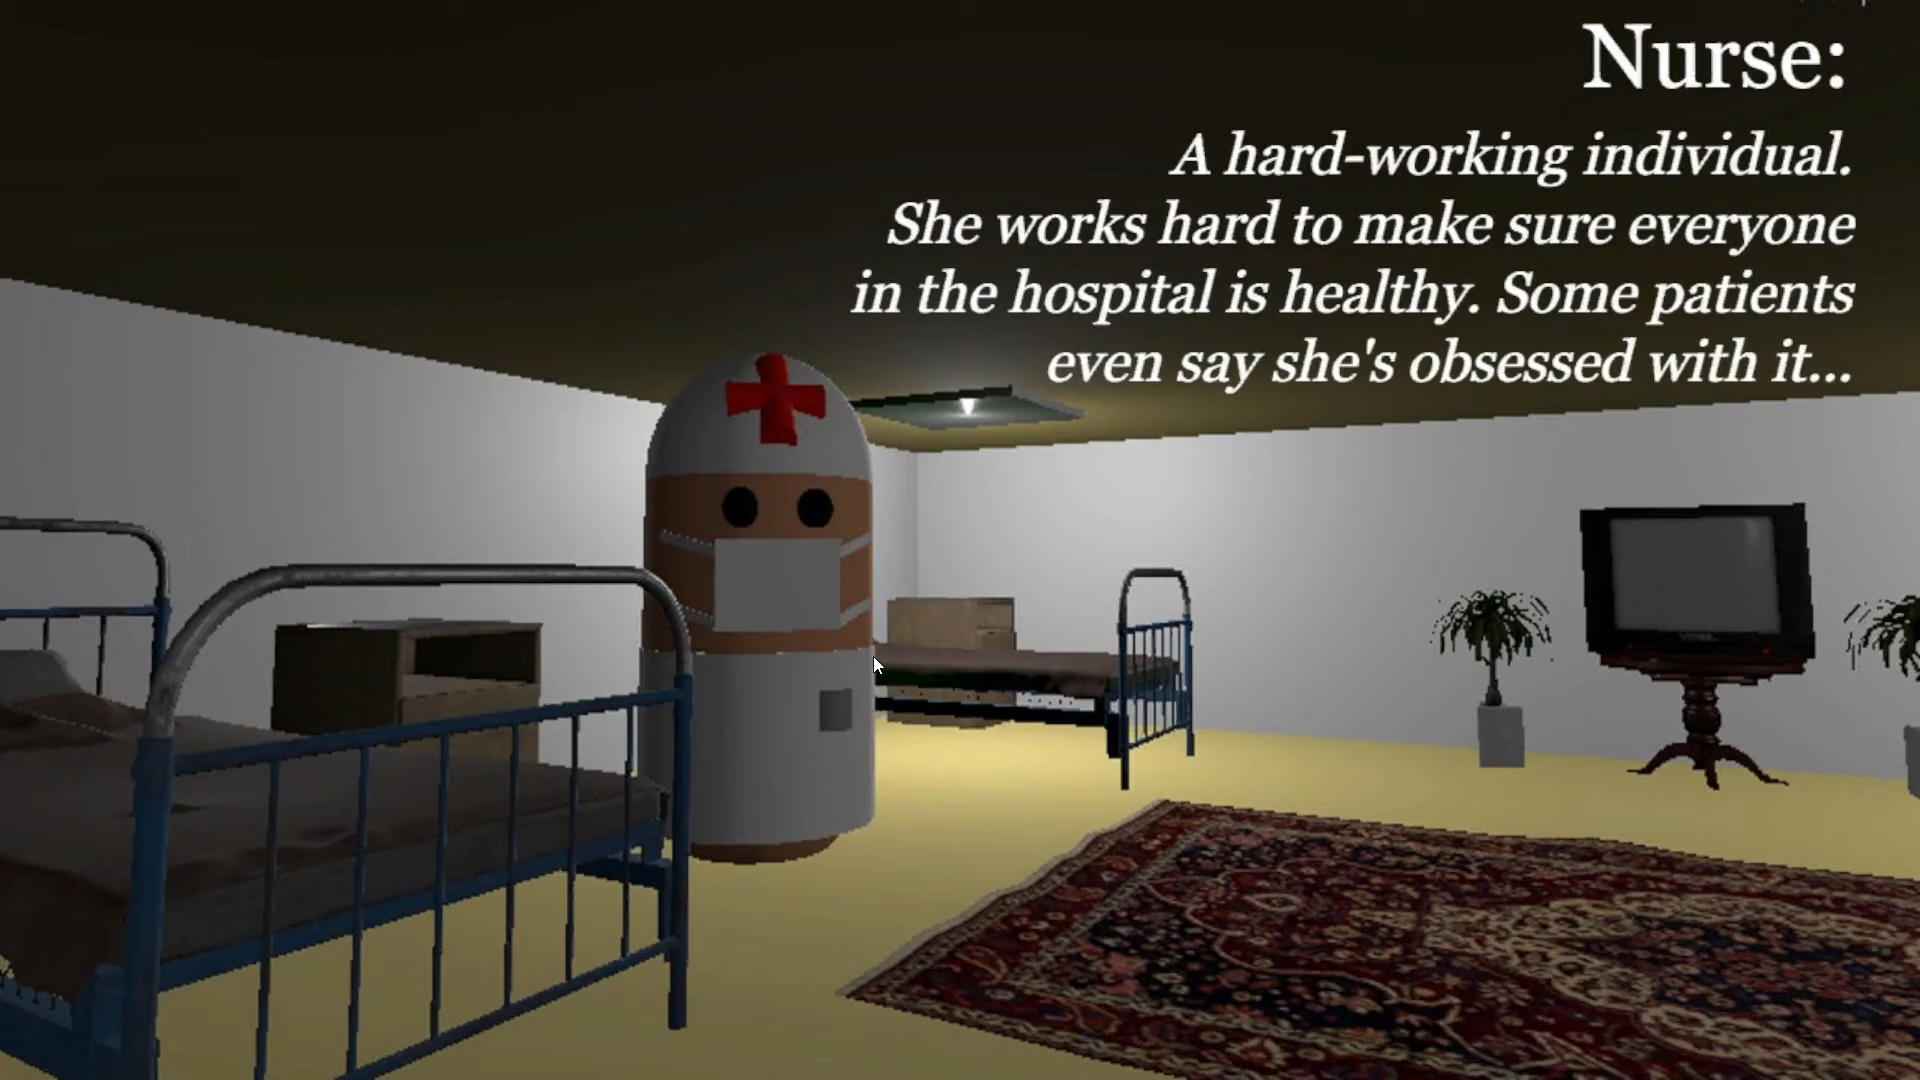 Nurse:
A hard-working individual.
She works hard to make sure everyone
in the hospital is healthy. Some patients
even say she's obsessed with it...